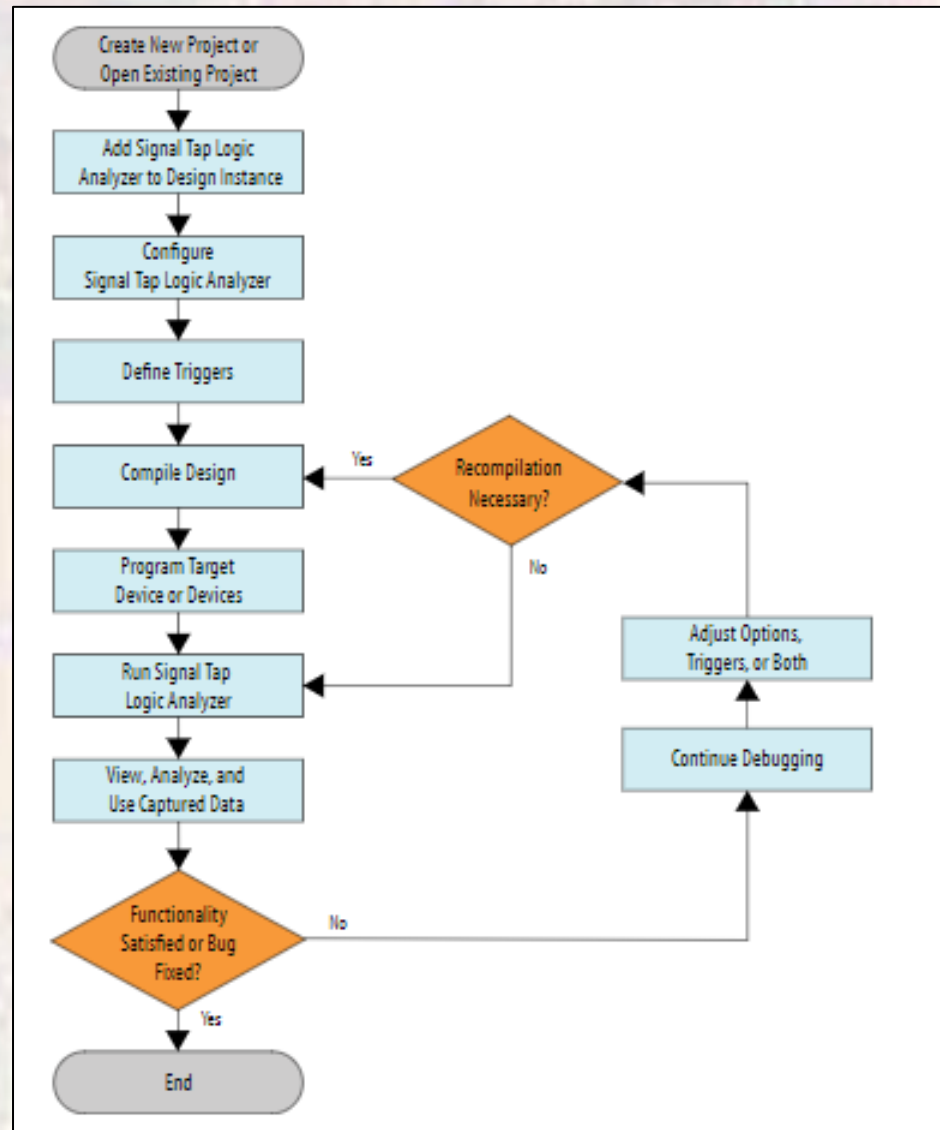 Create New Project or
Open Existing Project
Add Signal Tap Logic
Analyzer to Design Instance
Configure
Signal Tap Logic Analyzer
Define Triggers
Compile Design
Yes
Recompilation
Necessary?
No
Program Target
Device or Devices
Run Signal Tap
Logic Analyzer
Adjust Options,
Triggers, or Both
Continue Debugging
View, Analyze, and
Use Captured Data
Functionality
Satisfied or Bug
Fixed?
No
Yes
End